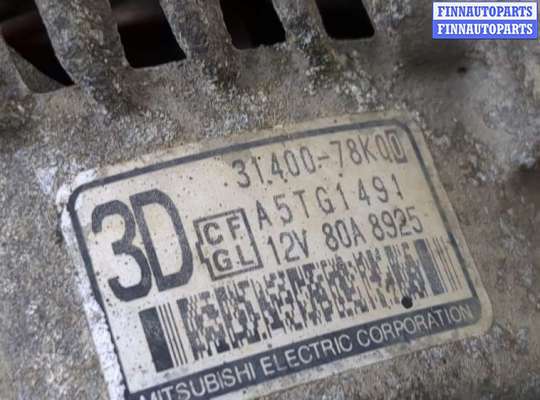 FINNAUTOPARTS
FINNAUTOPARTS
31400-78K00
3D
CF
GL
A5TG1491
12V 80A 8925
MITSUBISHI ELECTRIC CORPORATION